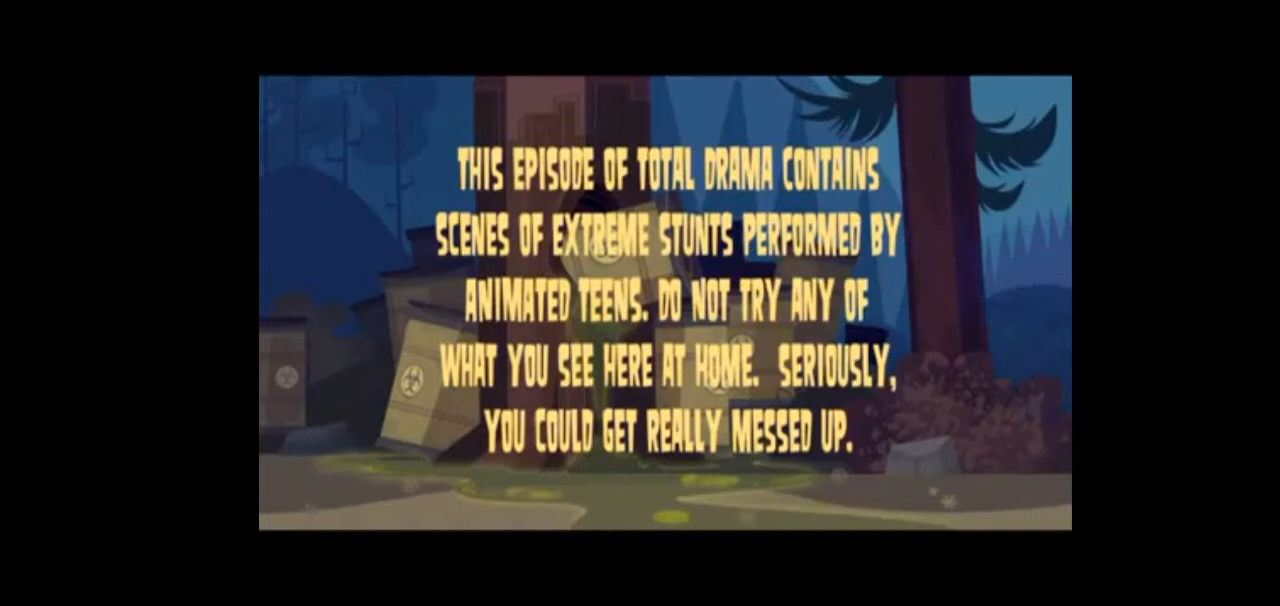 THIS EPISODE OF TOTAL DRAMA CONTAINS
SCENES OF EXTREME STUNTS PERFORMED BY
ANIMATED TEENS. DO NOT TRY ANY OF
WHAT YOU SEE HERE AT HOME. SERIOUSLY,
YOU COULD GET REALLY MESSED UP.